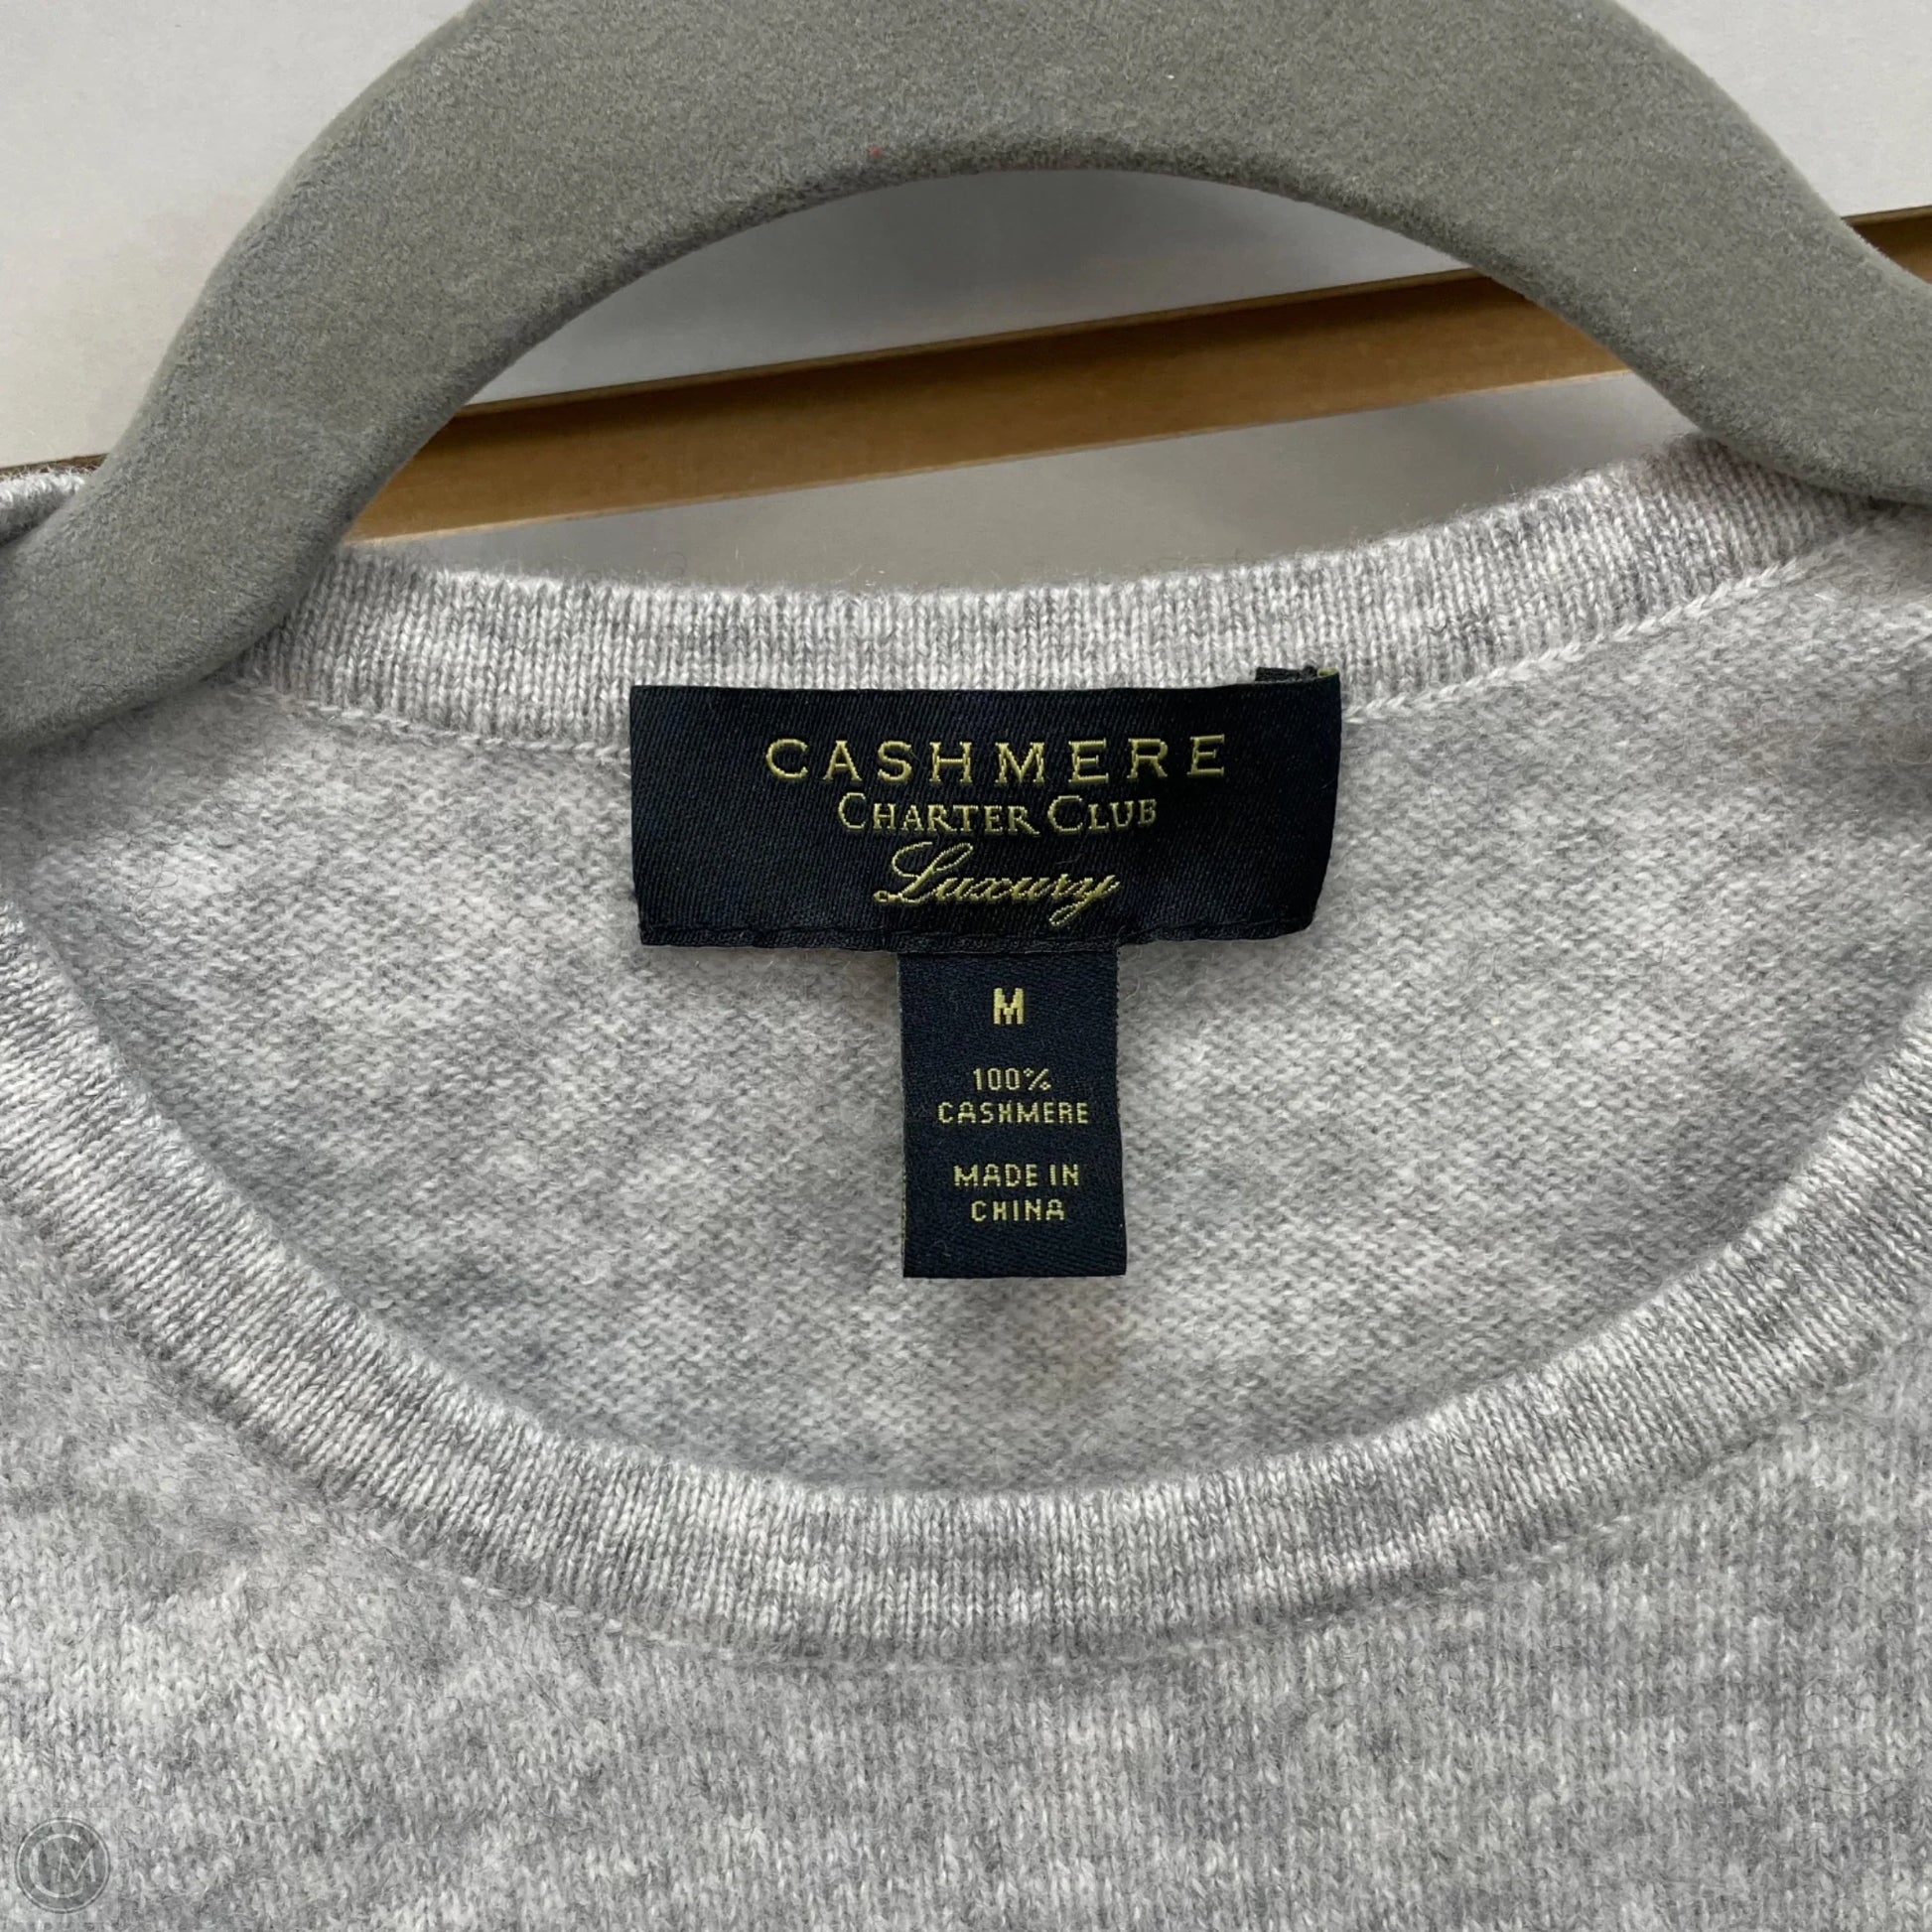 CASHMERE
CHARTER CLUB
Luxury
M
100%
CASHMERE
MADE IN
CHINA